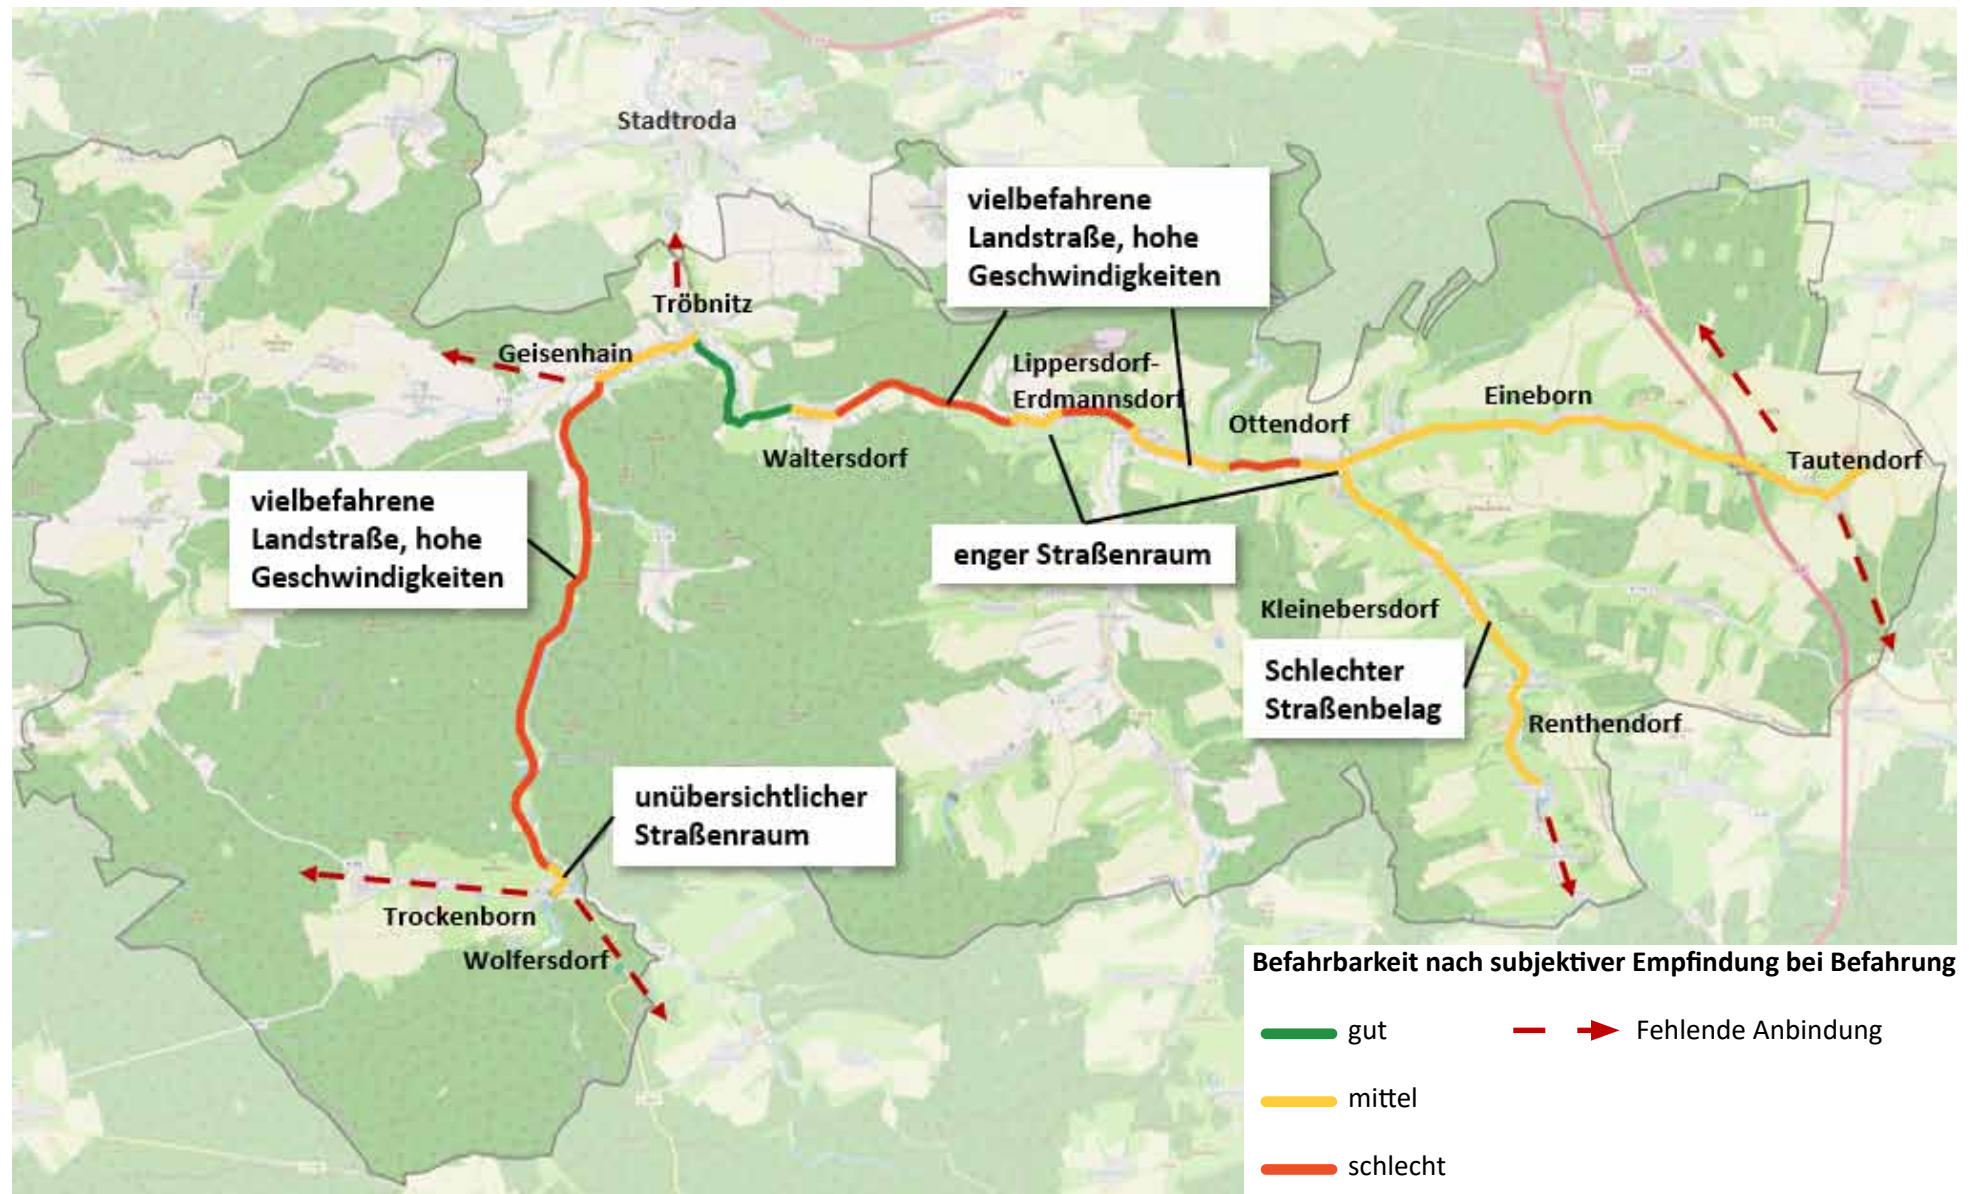 Stadtroda
vielbefahrene
Landstraße, hohe
Geschwindigkeiten
Tröbnitz
Geisenhain
Lippersdorf-
Erdmannsdorf
Eineborn
Ottendorf
Waltersdorf
Tautendorf
vielbefahrene
Landstraße, hohe
Geschwindigkeiten
enger Straßenraum
Kleinebersdorf
Schlechter
Straßenbelag
Renthendorf
unübersichtlicher
Straßenraum
Trockenborn
Wolfersdorf
Befahrbarkeit nach subjektiver Empfindung bei Befahrung
gut
Fehlende Anbindung
mittel
schlecht